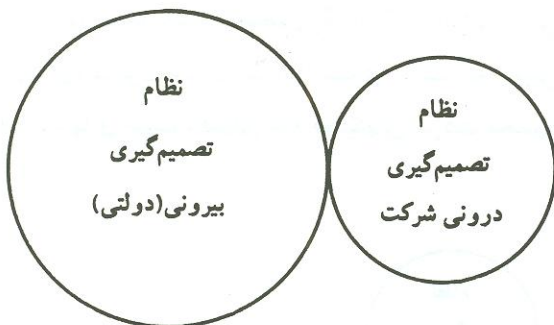 نظام
تصمیم‌گیری
درونی شرکت
نظام
تصمیم‌گیری
بیرونی(دولتی)